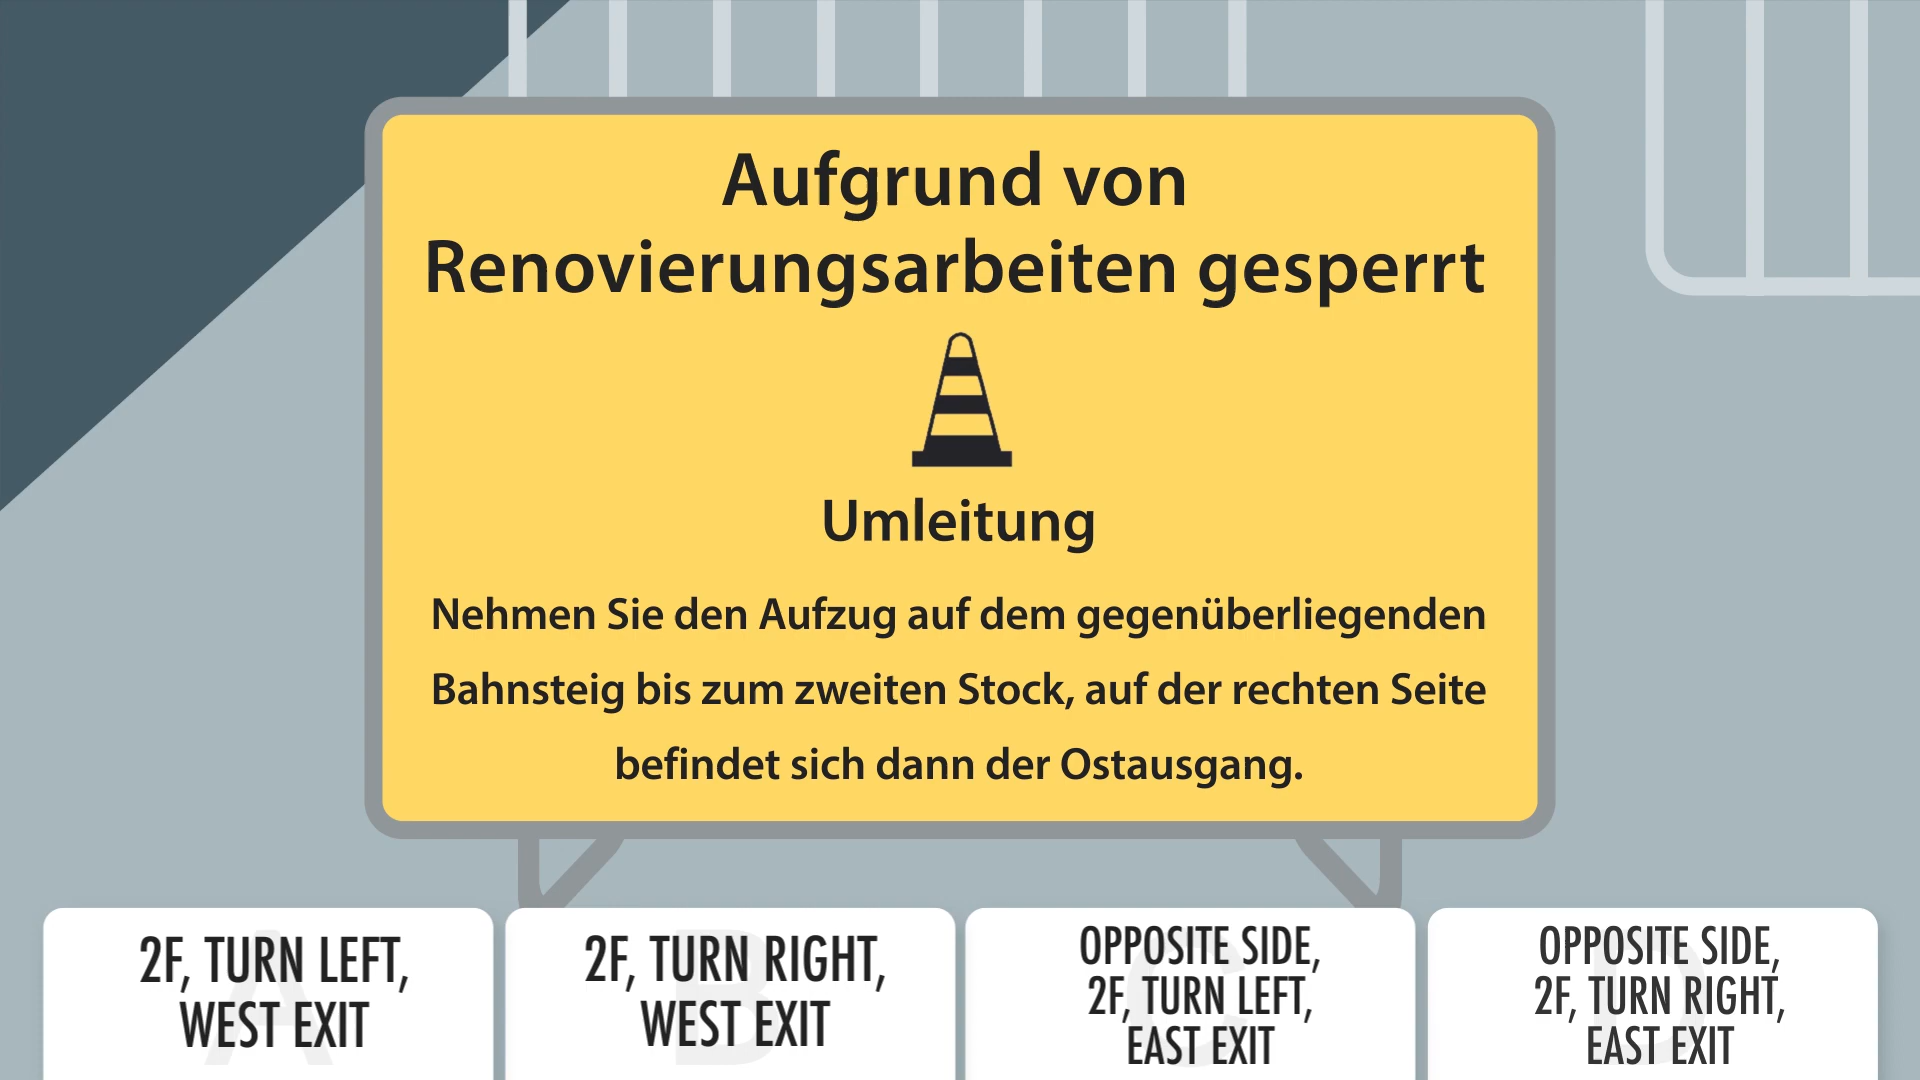 Aufgrund von
Renovierungsarbeiten gesperrt
Umleitung
Nehmen Sie den Aufzug auf dem gegenüberliegenden
Bahnsteig bis zum zweiten Stock, auf der rechten Seite
befindet sich dann der Ostausgang.
A
2F, TURN LEFT,
WEST EXIT
B
2F, TURN RIGHT,
WEST EXIT
C
OPPOSITE SIDE,
2F, TURN LEFT,
EAST EXIT
D
OPPOSITE SIDE,
2F, TURN RIGHT,
EAST EXIT